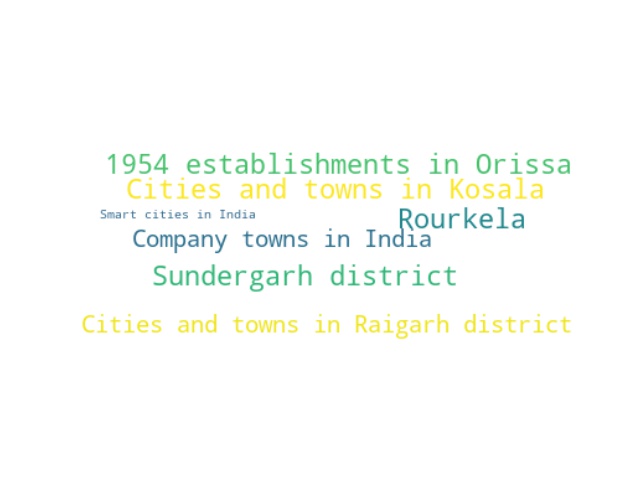 1954 establishments in Orissa
Cities and towns in Kosala
Smart cities in India
Rourkela
Company towns in India
Sundergarh district
Cities and towns in Raigarh district